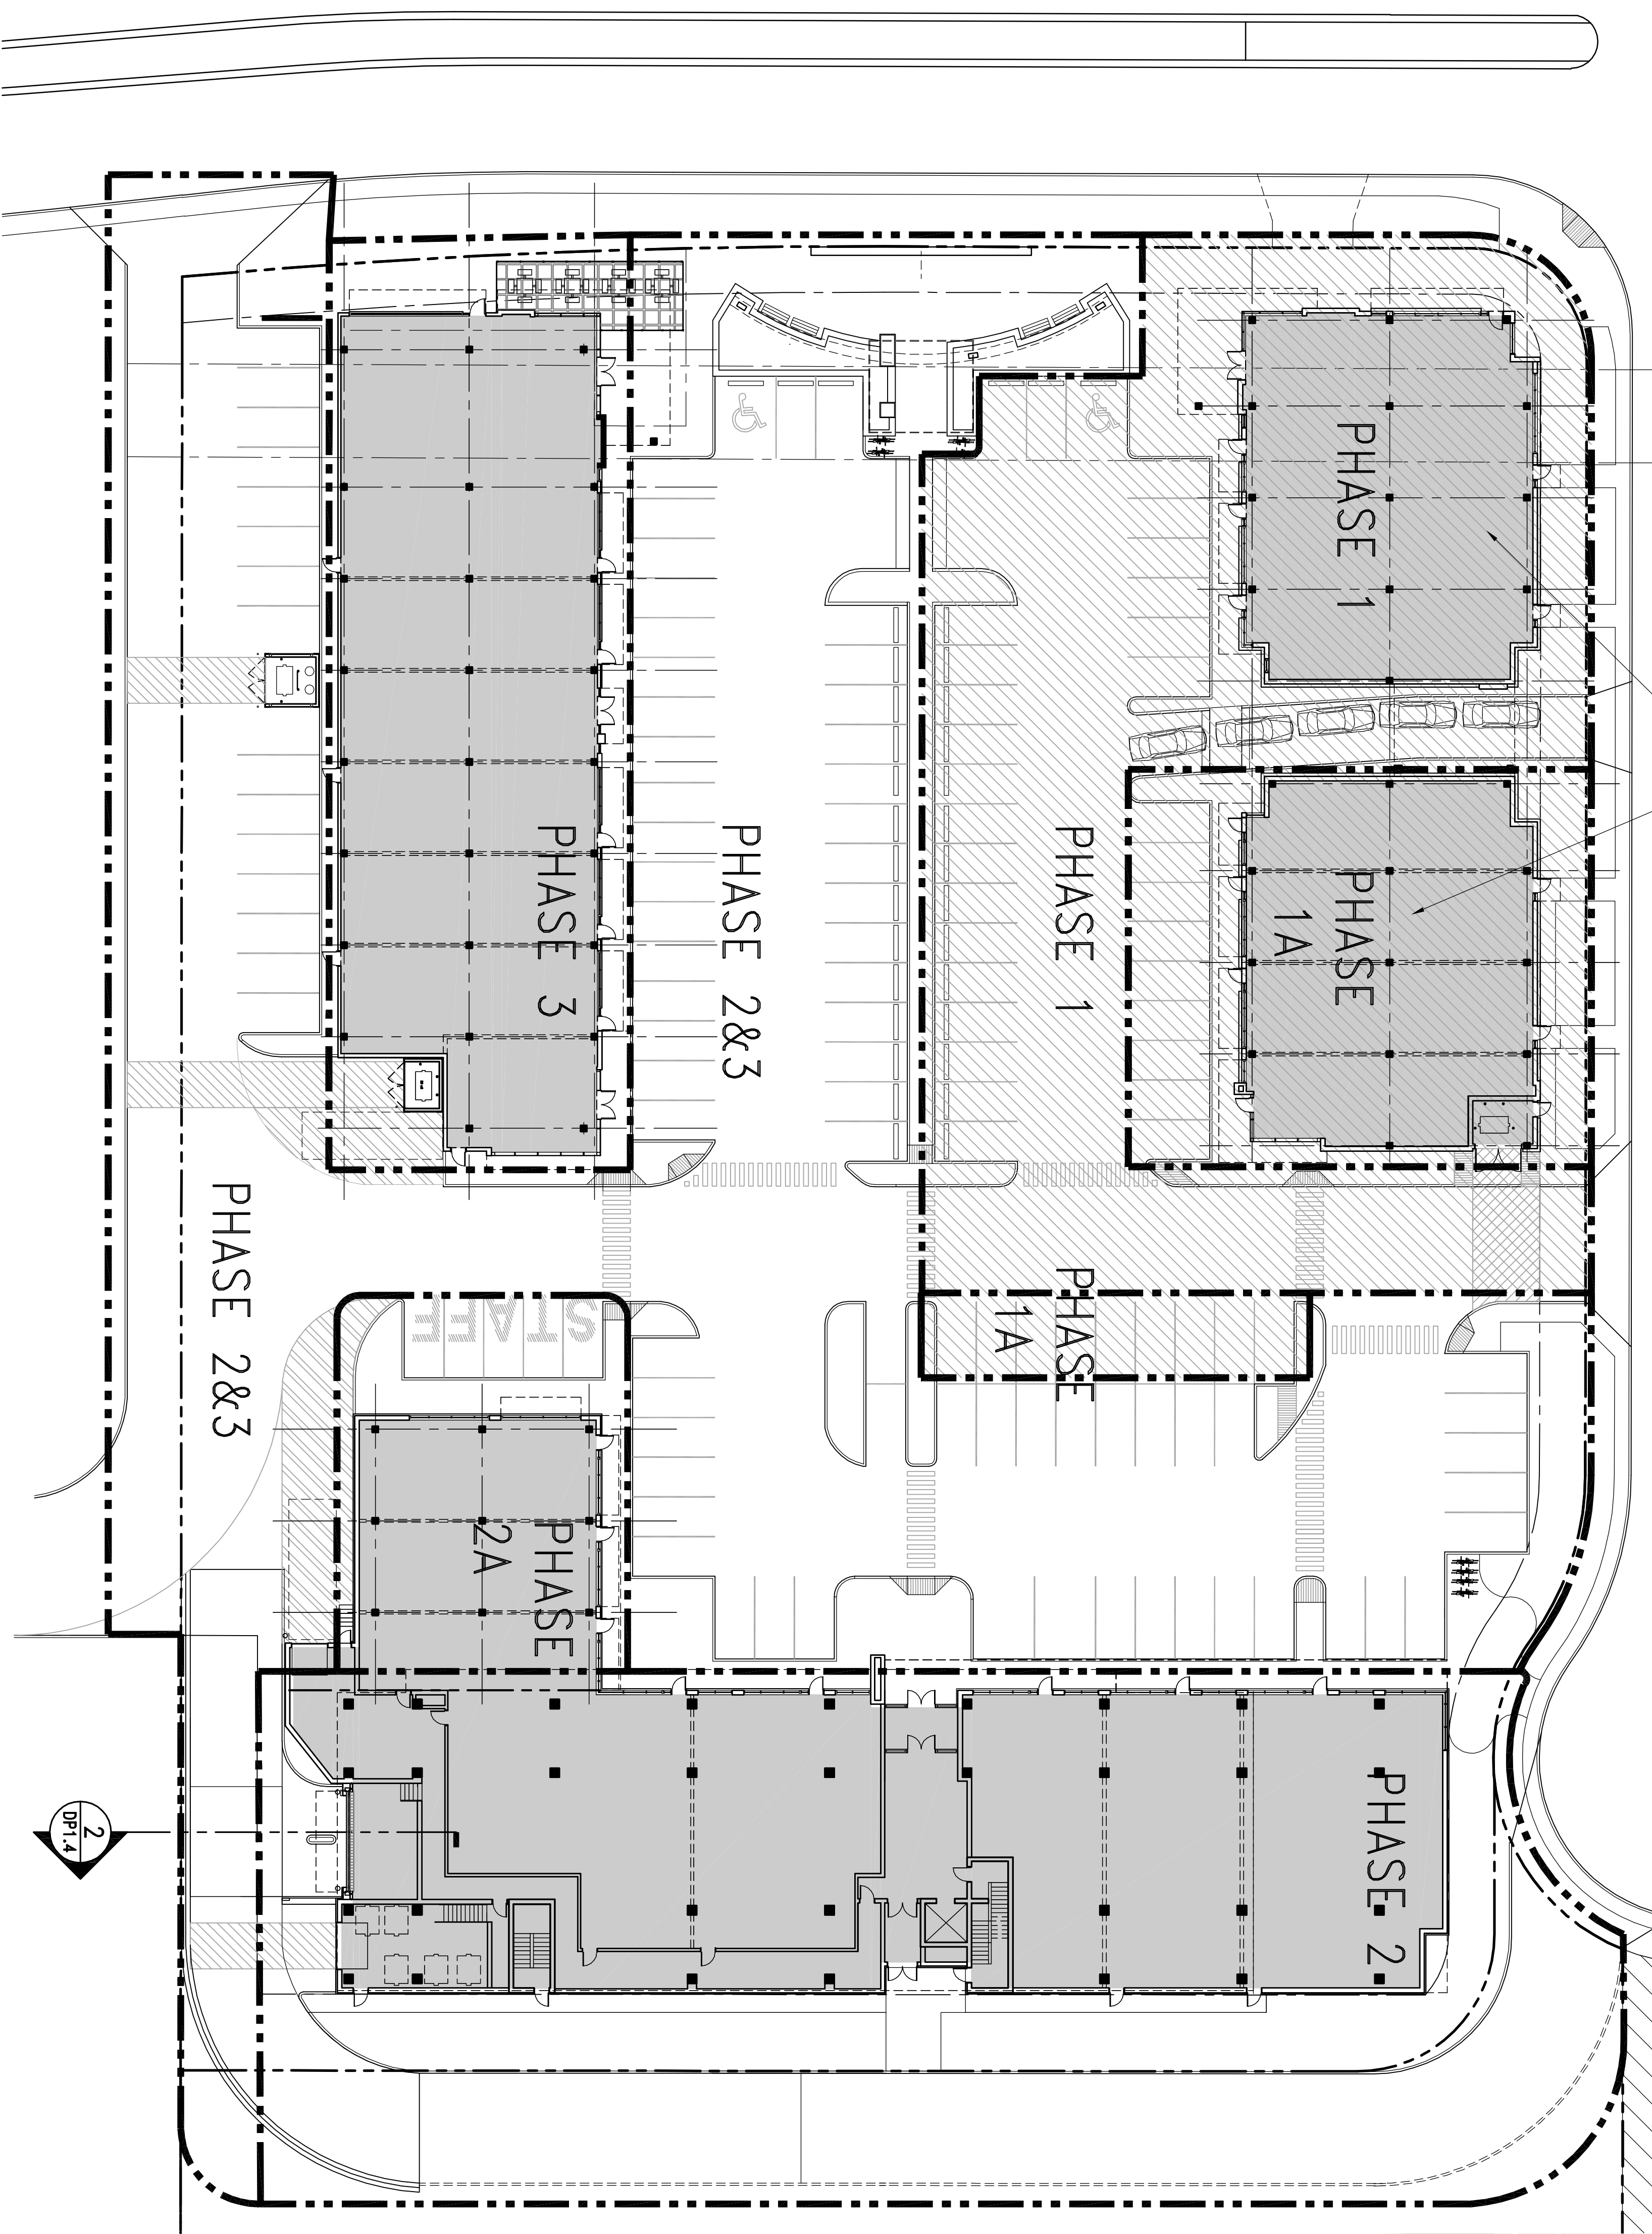 PHASE 1
PHASE 3
PHASE 2&3
PHASE 1
PHASE
1A
PHASE 2&3
STAFF
PHASE
1A
PHASE
2A
PHASE 2
2
DP1.4